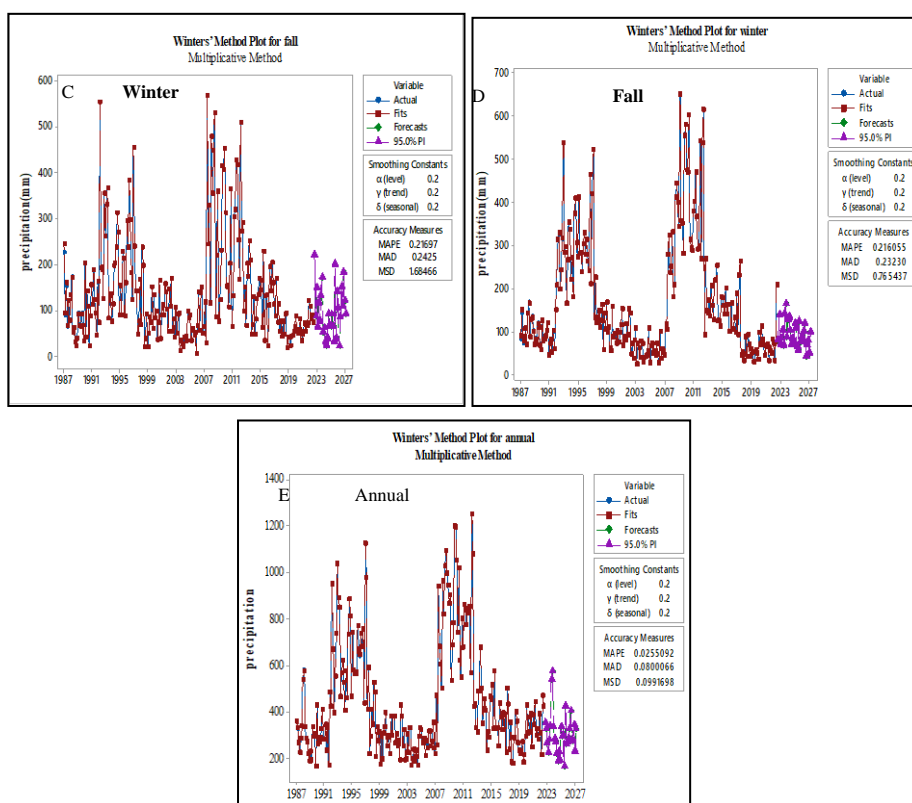 Winters' Method Plot for fall
Multiplicative Method
C Winter
precipitation(mm)
600
500
400
300
200
100
0
1987 1991 1995 1999 2003 2007 2011 2015 2019 2023 2027
Variable
Actual
Fits
Forecasts
95.0% PI
Smoothing Constants
α (level) 0.2
γ (trend) 0.2
δ (seasonal) 0.2
Accuracy Measures
MAPE 0.21697
MAD 0.2425
MSD 1.68466
Winters' Method Plot for winter
Multiplicative Method
D Fall
precipitation(mm)
700
600
500
400
300
200
100
0
1987 1991 1995 1999 2003 2007 2011 2015 2019 2023 2027
Variable
Actual
Fits
Forecasts
95.0% PI
Smoothing Constants
α (level) 0.2
γ (trend) 0.2
δ (seasonal) 0.2
Accuracy Measures
MAPE 0.216055
MAD 0.23230
MSD 0.765437
Winters' Method Plot for annual
Multiplicative Method
E Annual
precipitation
1400
1200
1000
800
600
400
200
1987 1991 1995 1999 2003 2007 2011 2015 2019 2023 2027
Variable
Actual
Fits
Forecasts
95.0% PI
Smoothing Constants
α (level) 0.2
γ (trend) 0.2
δ (seasonal) 0.2
Accuracy Measures
MAPE 0.0255092
MAD 0.0800066
MSD 0.0991698